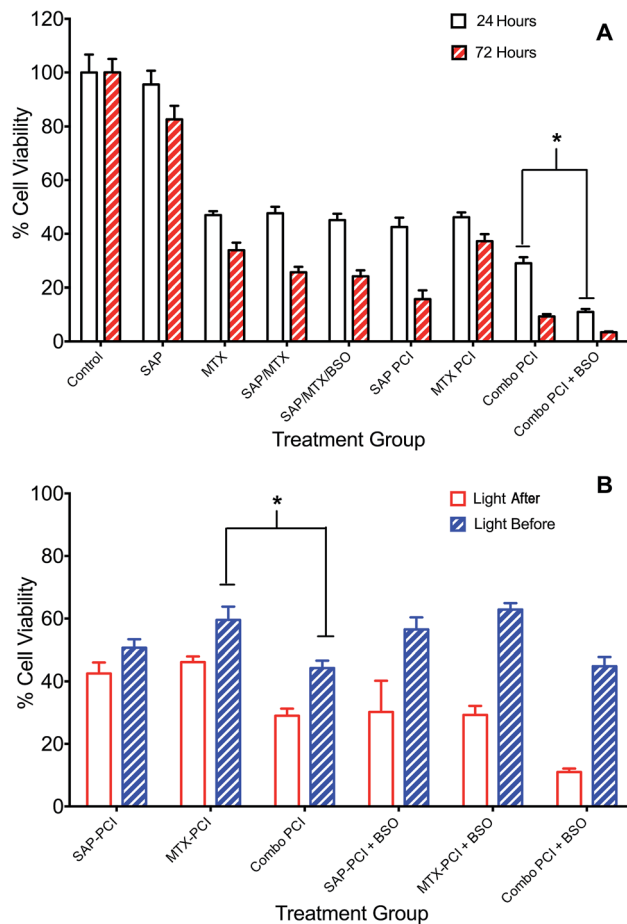 120
100
80
60
40
20
0
% Cell Viability
24 Hours
72 Hours
A
*
Control
SAP
MTX
SAP/MTX
SAP/MTX/BSO
SAP PCI
MTX PCI
Combo PCI
Combo PCI + BSO
Treatment Group
100
80
60
40
20
0
% Cell Viability
Light After
Light Before
B
*
SAP-PCI
MTX-PCI
Combo PCI
SAP-PCI + BSO
MTX-PCI + BSO
Combo PCI + BSO
Treatment Group